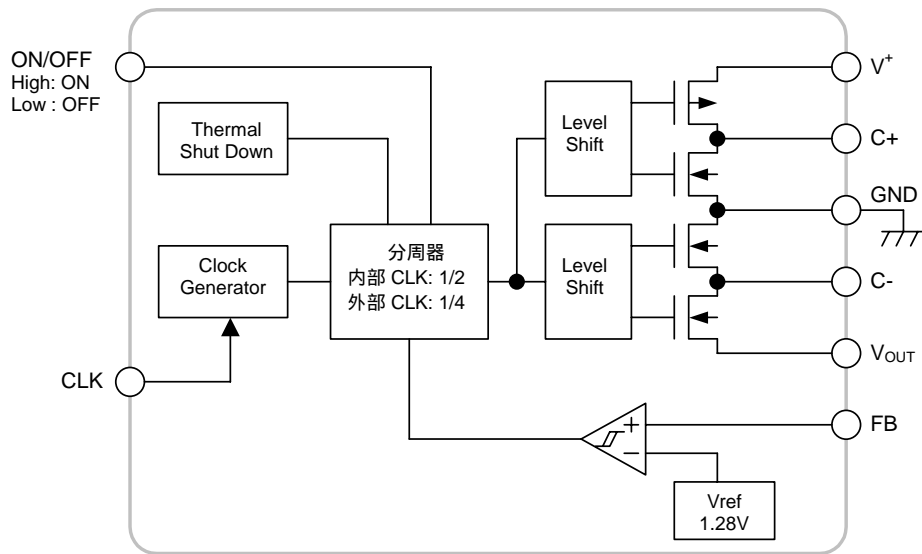 ON/OFF
High: ON
Low : OFF
V+
Thermal
Shut Down
Level
Shift
C+
GND
Clock
Generator
分周器
内部 CLK: 1/2
外部 CLK: 1/4
Level
Shift
C-
VOUT
CLK
FB
+
−
Vref
1.28V